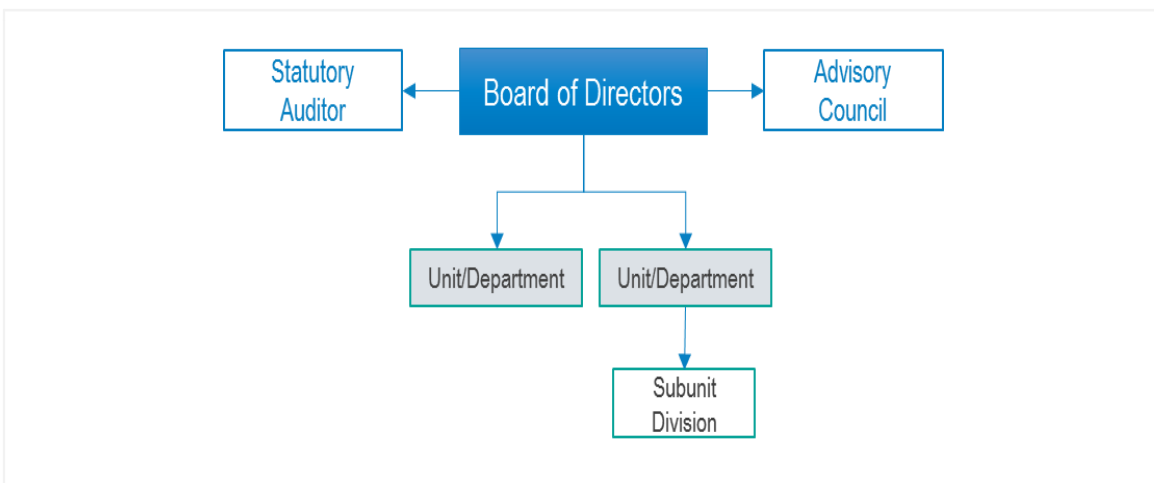 Statutory
Auditor
Board of Directors
Advisory
Council
Unit/Department
Unit/Department
Subunit
Division